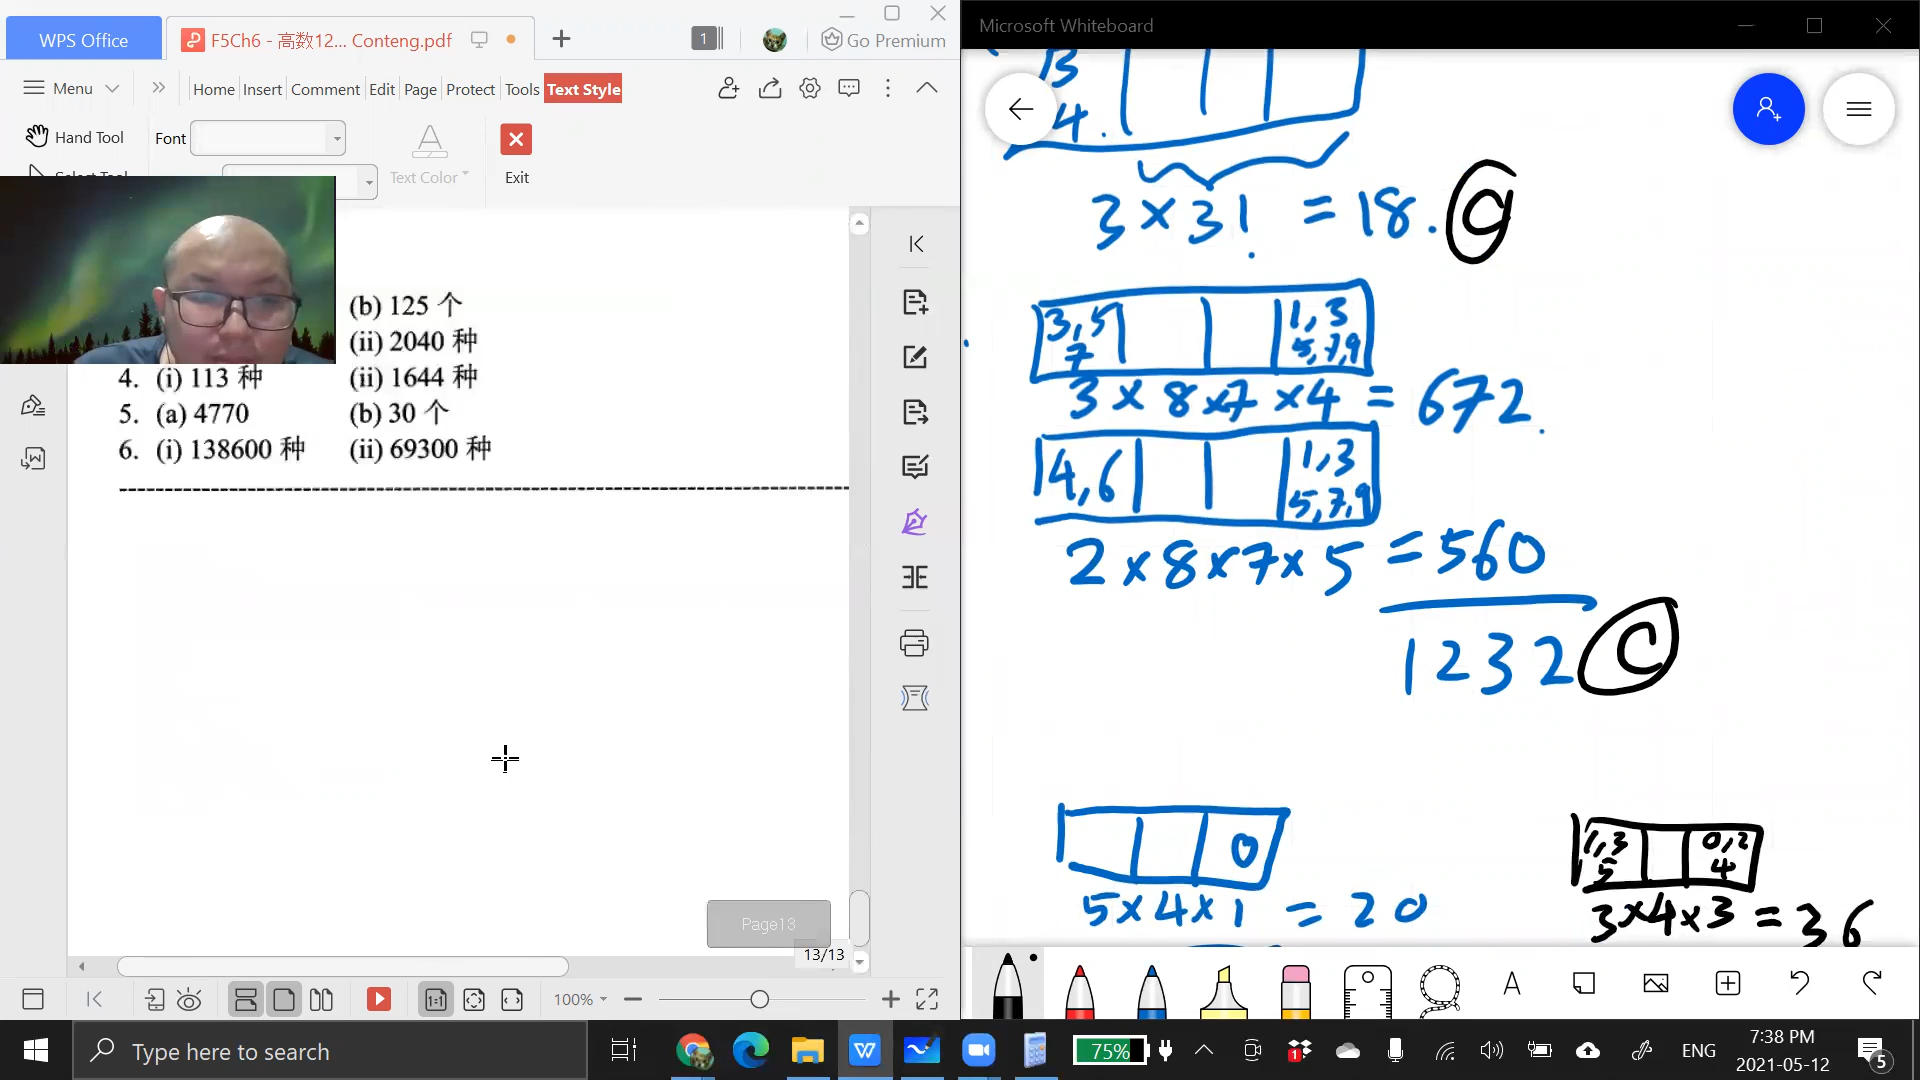 WPS Office
F5Ch6 - 高数12... Conteng.pdf
1
Go Premium
Menu
Home Insert Comment Edit Page Protect Tools Text Style
Hand Tool
Font
Text Color
Exit
(b) 125 个
(ii) 2040 种
4. (i) 113 种 (ii) 1644 种
5. (a) 4770 (b) 30 个
6. (i) 138600 种 (ii) 69300 种
Page13
13/13
1:1
100%
Microsoft Whiteboard
3
4.
3 × 3! = 18. a
3, 5
7
1, 3
5, 7, 9
3 × 8 × 7 × 4 = 672
4, 6
1, 3
5, 7, 9
2 × 8 × 7 × 5 = 560
1232 C
0
5 × 4 × 1 = 20
1, 3
5
0, 2
4
3 × 4 × 3 = 36
Type here to search
75%
1
ENG
7:38 PM
2021-05-12
5